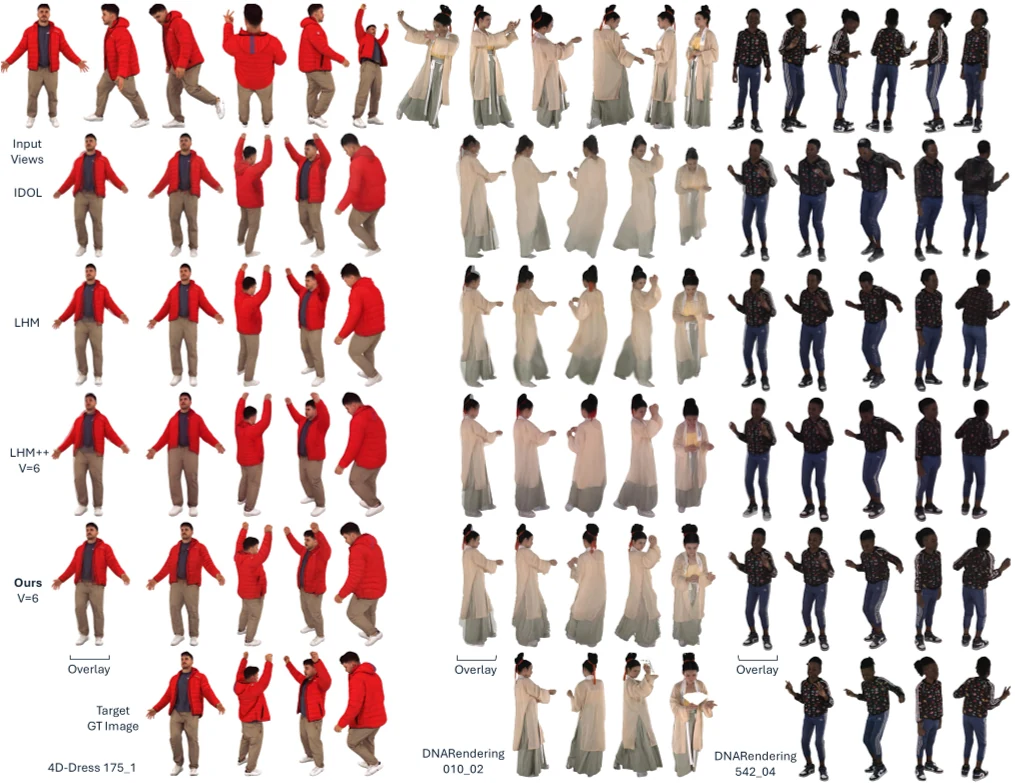 Input
Views
IDOL
LHM
LHM++
V=6
Ours
V=6
Overlay
Overlay
Overlay
Target
GT Image
4D-Dress 175_1
DNARendering
010_02
DNARendering
542_04